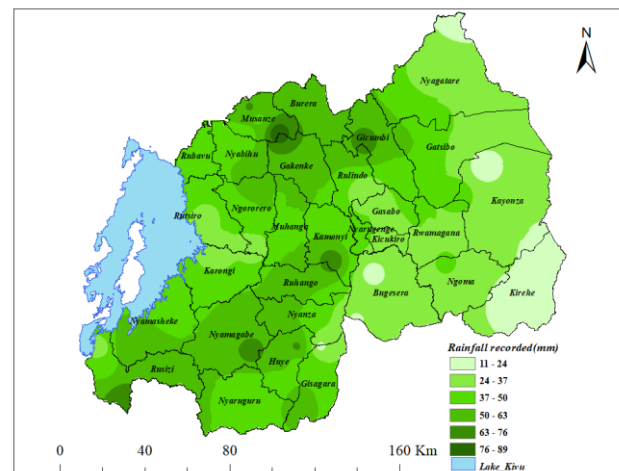 N
Nyagatare
Burera
Musanze
Gicumbi
Rubavu
Nyabihu
Gatsibo
Gakenke
Rulindo
Kayonza
Ngororero
Rutsiro
Gasabo
Muhanga
Nyarugenge
Kamonyi
Kicukiro
Rwamagana
Karongi
Ngoma
Ruhango
Bugesera
Kirehe
Nyanza
Nyamasheke
Nyamagabe
Huye
Rusizi
Gisagara
Nyaruguru
Rainfall recorded(mm)
11 - 24
24 - 37
37 - 50
50 - 63
63 - 76
76 - 89
Lake_Kivu
0 40 80 160 Km